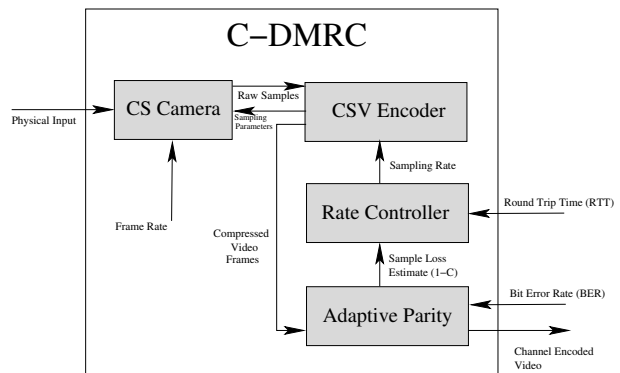 C-DMRC
Physical Input
CS Camera
Raw Samples
Sampling
Parameters
CSV Encoder
Sampling Rate
Frame Rate
Compressed
Video
Frames
Rate Controller
Round Trip Time (RTT)
Sample Loss
Estimate (1-C)
Adaptive Parity
Bit Error Rate (BER)
Channel Encoded
Video